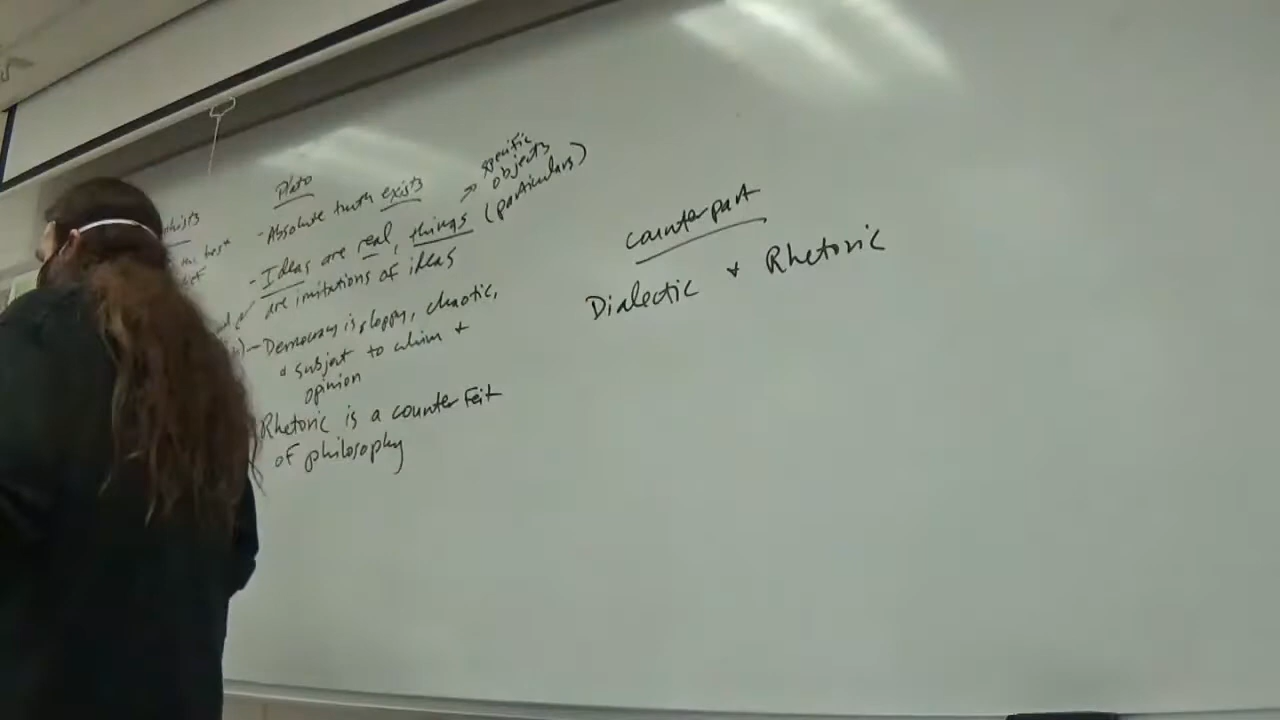 Plato
- Absolute truth exists
- Ideas are real, things (particulars)
→ specific
objects
are imitations of ideas
- Democracy is sloppy, chaotic,
+ subject to whim +
opinion
Rhetoric is a counterfeit
of philosophy
counterpart
Dialectic + Rhetoric